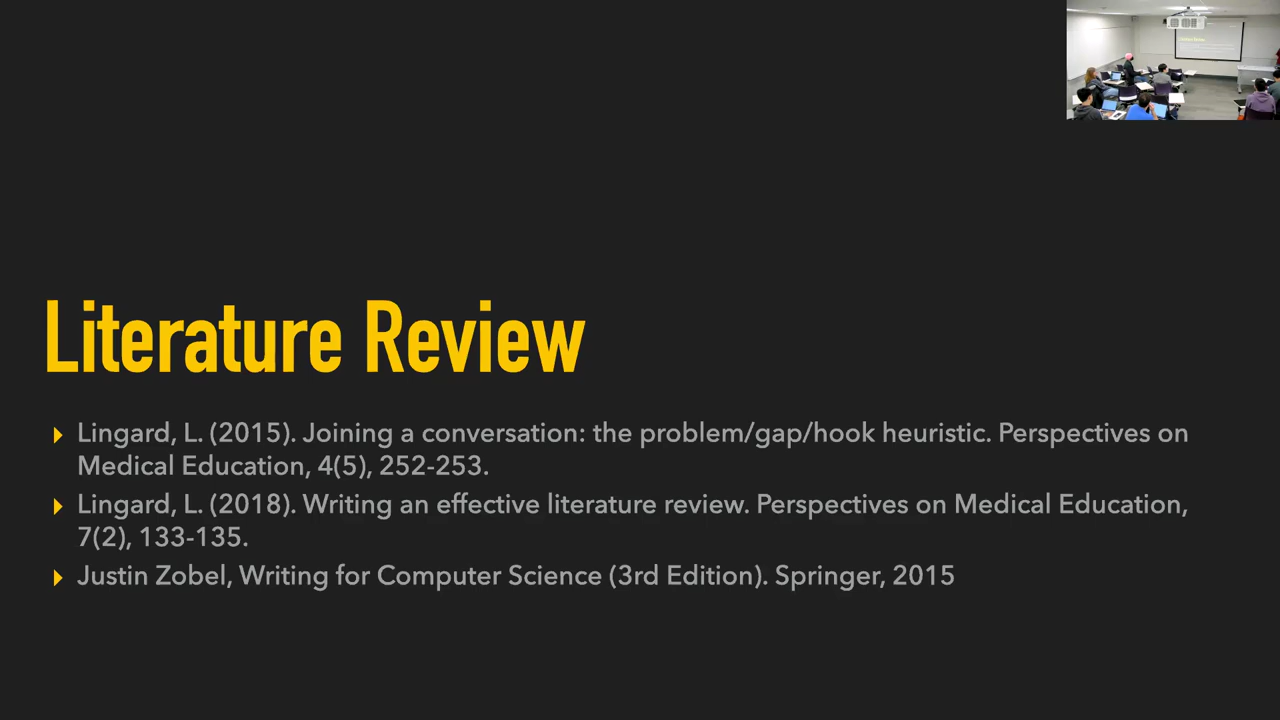 Literature Review
Lingard, L. (2015). Joining a conversation: the problem/gap/hook heuristic. Perspectives on
Medical Education, 4(5), 252-253.
Lingard, L. (2018). Writing an effective literature review. Perspectives on Medical Education,
7(2), 133-135.
Justin Zobel, Writing for Computer Science (3rd Edition). Springer, 2015